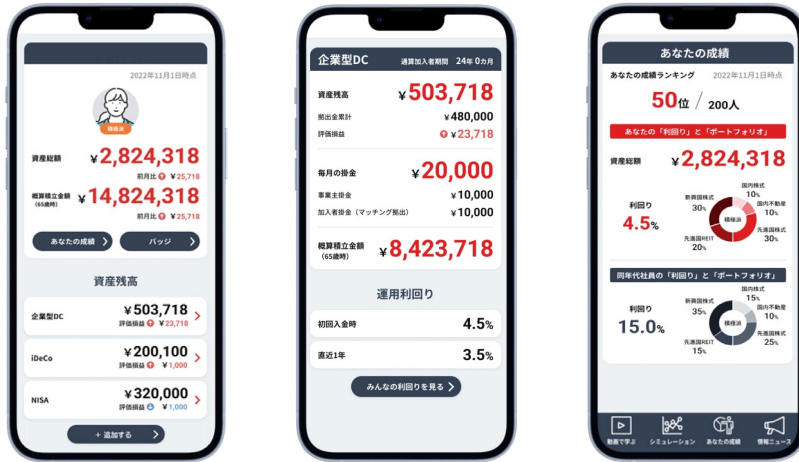 2022年11月1日時点
積極派
資産総額 ¥2,824,318
前月比 ¥25,718
概算積立金額 (65歳時) ¥14,824,318
前月比 ¥25,718
あなたの成績
バッジ
資産残高
企業型DC ¥503,718
評価損益 ¥23,718
iDeCo ¥200,100
評価損益 ¥1,000
NISA ¥320,000
評価損益 ¥1,000
+ 追加する
企業型DC 通算加入者期間 24年 0カ月
資産残高 ¥503,718
拠出金累計 ¥480,000
評価損益 ¥23,718
毎月の掛金 ¥20,000
事業主掛金 ¥10,000
加入者掛金(マッチング拠出) ¥10,000
概算積立金額 (65歳時) ¥8,423,718
運用利回り
初回入金時 4.5%
直近1年 3.5%
みんなの利回りを見る
あなたの成績
あなたの成績ランキング 2022年11月1日時点
50位 / 200人
あなたの「利回り」と「ポートフォリオ」
資産総額 ¥2,824,318
利回り
4.5%
国内株式
10%
国内不動産
10%
先進国株式
30%
先進国REIT
20%
新興国株式
30%
積極派
同年代社員の「利回り」と「ポートフォリオ」
利回り
15.0%
国内株式
15%
国内不動産
10%
先進国株式
25%
先進国REIT
15%
新興国株式
35%
積極派
動画で学ぶ
シミュレーション
あなたの成績
情報ニュース